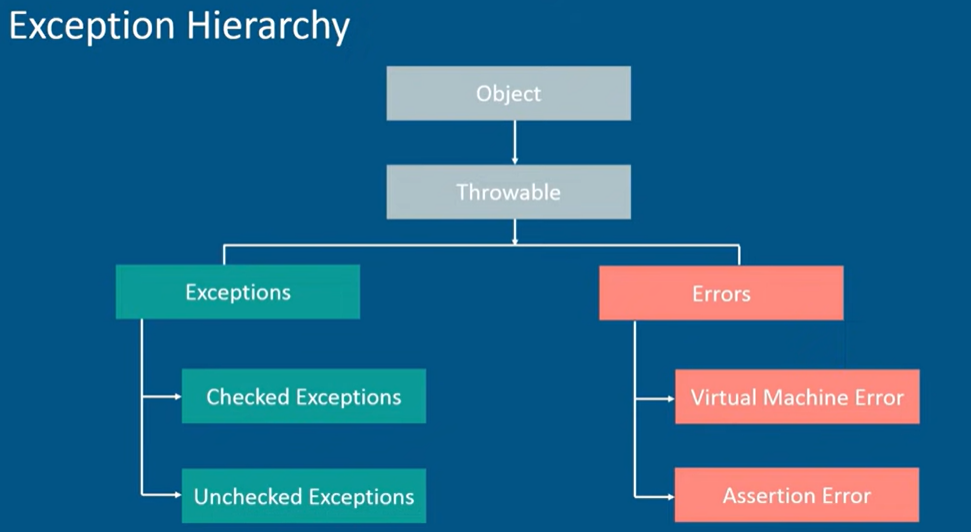 Exception Hierarchy
Object
Throwable
Exceptions
Errors
Checked Exceptions
Virtual Machine Error
Unchecked Exceptions
Assertion Error